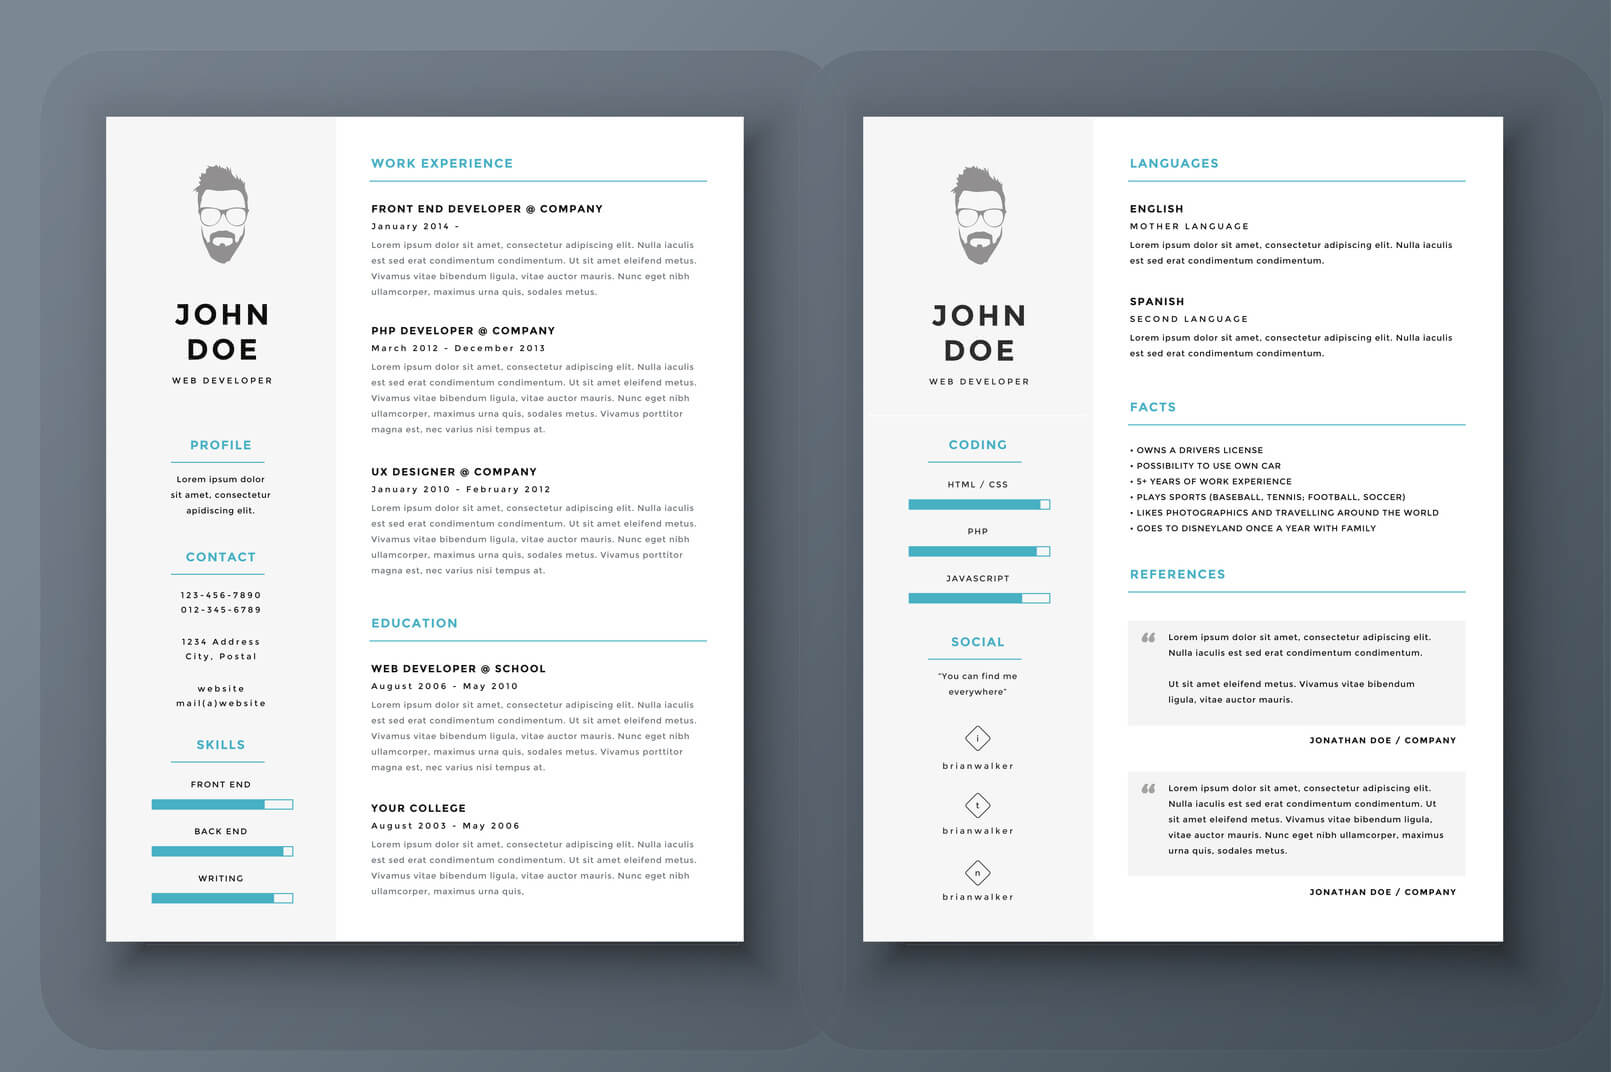 JOHN
DOE
WEB DEVELOPER
PROFILE
Lorem ipsum dolor
sit amet, consectetur
apidiscing elit.
CONTACT
123-456-7890
012-345-6789
1234 Address
City, Postal
website
mail(a)website
SKILLS
FRONT END
BACK END
WRITING
WORK EXPERIENCE
FRONT END DEVELOPER @ COMPANY
January 2014 -
Lorem ipsum dolor sit amet, consectetur adipiscing elit. Nulla iaculis
est sed erat condimentum condimentum. Ut sit amet eleifend metus.
Vivamus vitae bibendum ligula, vitae auctor mauris. Nunc eget nibh
ullamcorper, maximus urna quis, sodales metus.
PHP DEVELOPER @ COMPANY
March 2012 - December 2013
Lorem ipsum dolor sit amet, consectetur adipiscing elit. Nulla iaculis
est sed erat condimentum condimentum. Ut sit amet eleifend metus.
Vivamus vitae bibendum ligula, vitae auctor mauris. Nunc eget nibh
ullamcorper, maximus urna quis, sodales metus. Vivamus porttitor
magna est, nec varius nisi tempus at.
UX DESIGNER @ COMPANY
January 2010 - February 2012
Lorem ipsum dolor sit amet, consectetur adipiscing elit. Nulla iaculis
est sed erat condimentum condimentum. Ut sit amet eleifend metus.
Vivamus vitae bibendum ligula, vitae auctor mauris. Nunc eget nibh
ullamcorper, maximus urna quis, sodales metus. Vivamus porttitor
magna est, nec varius nisi tempus at.
EDUCATION
WEB DEVELOPER @ SCHOOL
August 2006 - May 2010
Lorem ipsum dolor sit amet, consectetur adipiscing elit. Nulla iaculis
est sed erat condimentum condimentum. Ut sit amet eleifend metus.
Vivamus vitae bibendum ligula, vitae auctor mauris. Nunc eget nibh
ullamcorper, maximus urna quis, sodales metus. Vivamus porttitor
magna est, nec varius nisi tempus at.
YOUR COLLEGE
August 2003 - May 2006
Lorem ipsum dolor sit amet, consectetur adipiscing elit. Nulla iaculis
est sed erat condimentum condimentum. Ut sit amet eleifend metus.
Vivamus vitae bibendum ligula, vitae auctor mauris. Nunc eget nibh
ullamcorper, maximus urna quis,
JOHN
DOE
WEB DEVELOPER
CODING
HTML / CSS
PHP
JAVASCRIPT
SOCIAL
"You can find me
everywhere"
i
brianwalker
t
brianwalker
n
brianwalker
LANGUAGES
ENGLISH
MOTHER LANGUAGE
Lorem ipsum dolor sit amet, consectetur adipiscing elit. Nulla iaculis
est sed erat condimentum condimentum.
SPANISH
SECOND LANGUAGE
Lorem ipsum dolor sit amet, consectetur adipiscing elit. Nulla iaculis
est sed erat condimentum condimentum.
FACTS
• OWNS A DRIVERS LICENSE
• POSSIBILITY TO USE OWN CAR
• 5+ YEARS OF WORK EXPERIENCE
• PLAYS SPORTS (BASEBALL, TENNIS; FOOTBALL, SOCCER)
• LIKES PHOTOGRAPHICS AND TRAVELLING AROUND THE WORLD
• GOES TO DISNEYLAND ONCE A YEAR WITH FAMILY
REFERENCES
“ Lorem ipsum dolor sit amet, consectetur adipiscing elit.
Nulla iaculis est sed erat condimentum condimentum.
Ut sit amet eleifend metus. Vivamus vitae bibendum
ligula, vitae auctor mauris.
JONATHAN DOE / COMPANY
“ Lorem ipsum dolor sit amet, consectetur adipiscing elit.
Nulla iaculis est sed erat condimentum condimentum. Ut
sit amet eleifend metus. Vivamus vitae bibendum ligula,
vitae auctor mauris. Nunc eget nibh ullamcorper, maximus
urna quis, sodales metus.
JONATHAN DOE / COMPANY